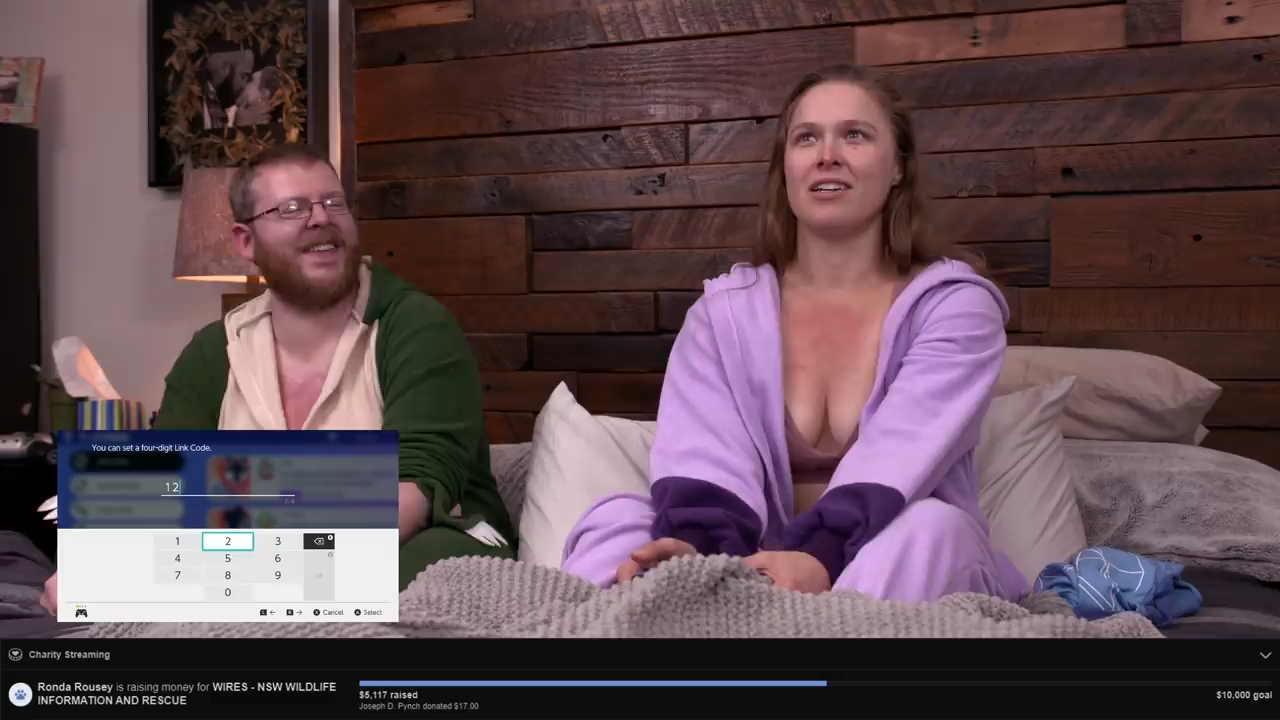 You can set a four-digit Link Code.
12
2/4
1 2 3
4 5 6
7 8 9
0
Cancel
Select
Charity Streaming
Ronda Rousey is raising money for WIRES - NSW WILDLIFE
INFORMATION AND RESCUE
$5,117 raised
$10,000 goal
Joseph D. Pynch donated $17.00